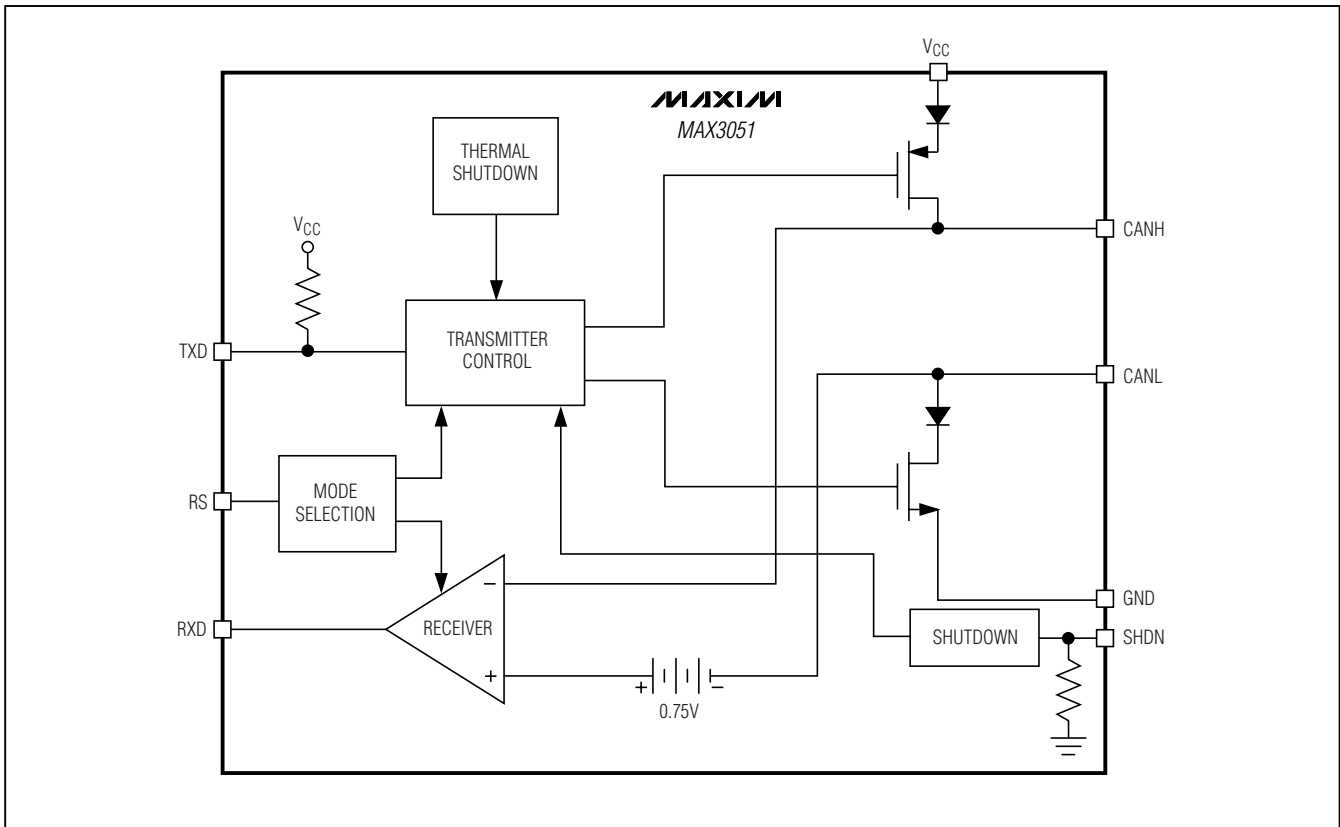 VCC
MAXIM
MAX3051
THERMAL
SHUTDOWN
VCC
CANH
TRANSMITTER
CONTROL
TXD
CANL
MODE
SELECTION
RS
−
GND
RECEIVER
RXD
SHUTDOWN
SHDN
+
+
−
0.75V